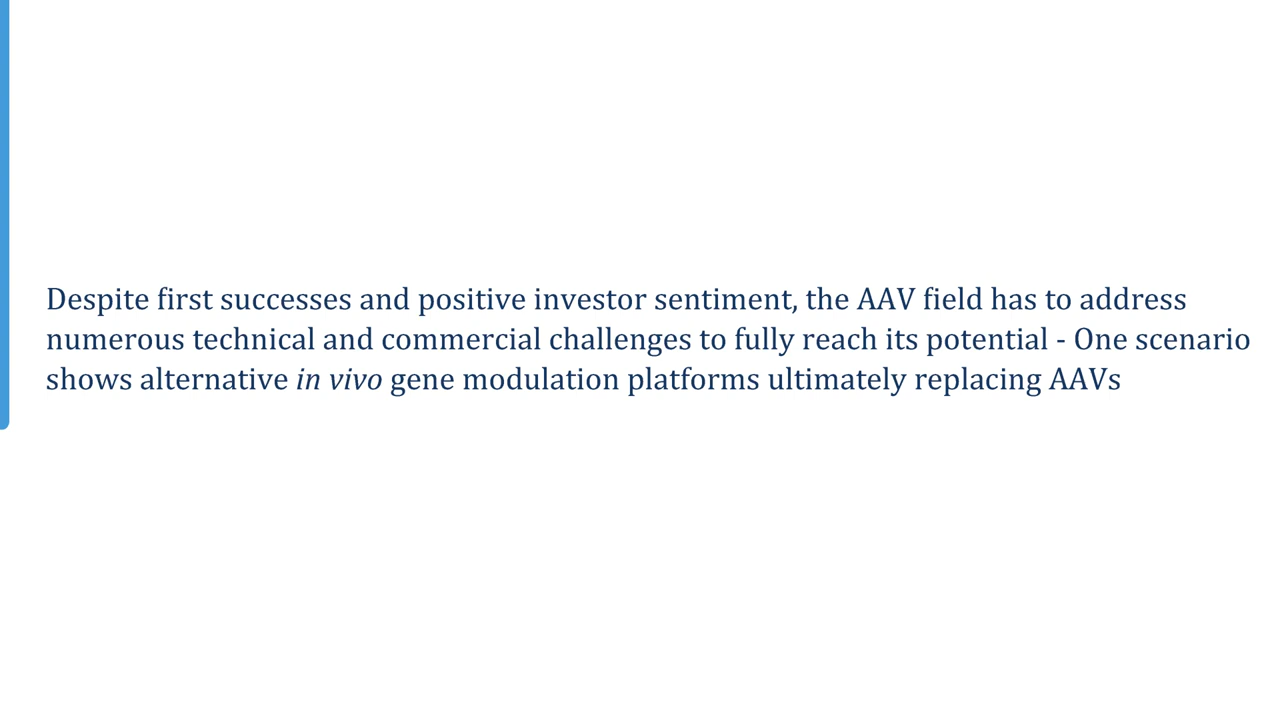 Despite first successes and positive investor sentiment, the AAV field has to address
numerous technical and commercial challenges to fully reach its potential - One scenario
shows alternative in vivo gene modulation platforms ultimately replacing AAVs